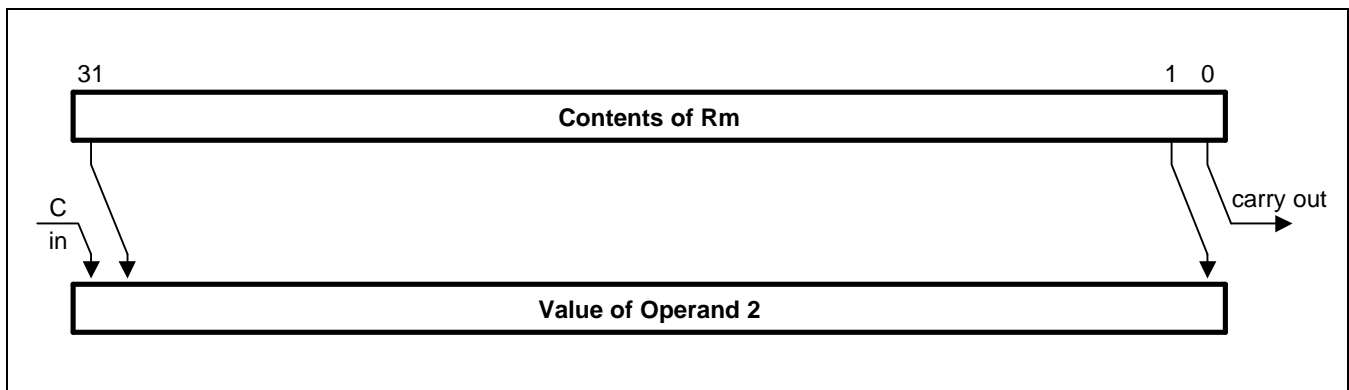 31 1 0
Contents of Rm
C
in
carry out
Value of Operand 2